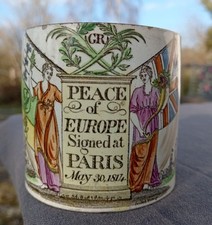 GR
PEACE
of
EUROPE
Signed at
PARIS
May 30.1814